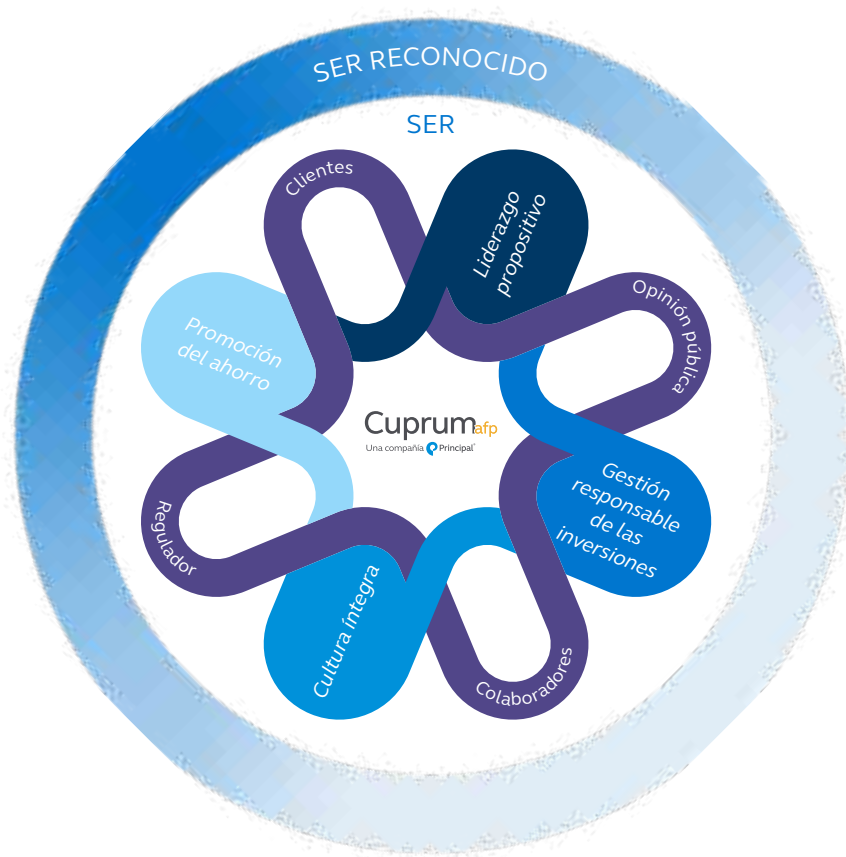 SER RECONOCIDO
SER
Clientes
Liderazgo
propositivo
Opinión pública
Promoción
del ahorro
Cuprum afp
Una compañía Principal
Gestión
responsable
de las
inversiones
Regulador
Cultura íntegra
Colaboradores